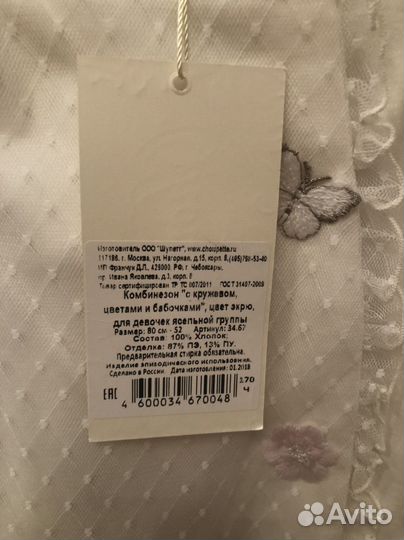 Изготовитель ООО "Шупетт", www.choupette.ru
117186, г. Москва, ул. Нагорная, д.15, корп. 8,(495)798-53-40
ИП Франчук Д.Л., 429000, РФ, г. Чебоксары,
пр. Ивана Яковлева, д.3, корп. 8
Товар сертифицирован ТР ТС 007/2011 ГОСТ 31407-2009
Комбинезон "с кружевом,
цветами и бабочками", цвет экрю,
для девочек ясельной группы
Размер: 80 см - 52 Артикул: 34.67
Состав: 100% Хлопок
Отделка: 87% ПЭ, 13% ПУ.
Предварительная стирка обязательна.
Изделие эпизодического использования.
Сделано в России. Дата изготовления: 01.2018
EAC
4 600034 670048
170
Ч
Avito